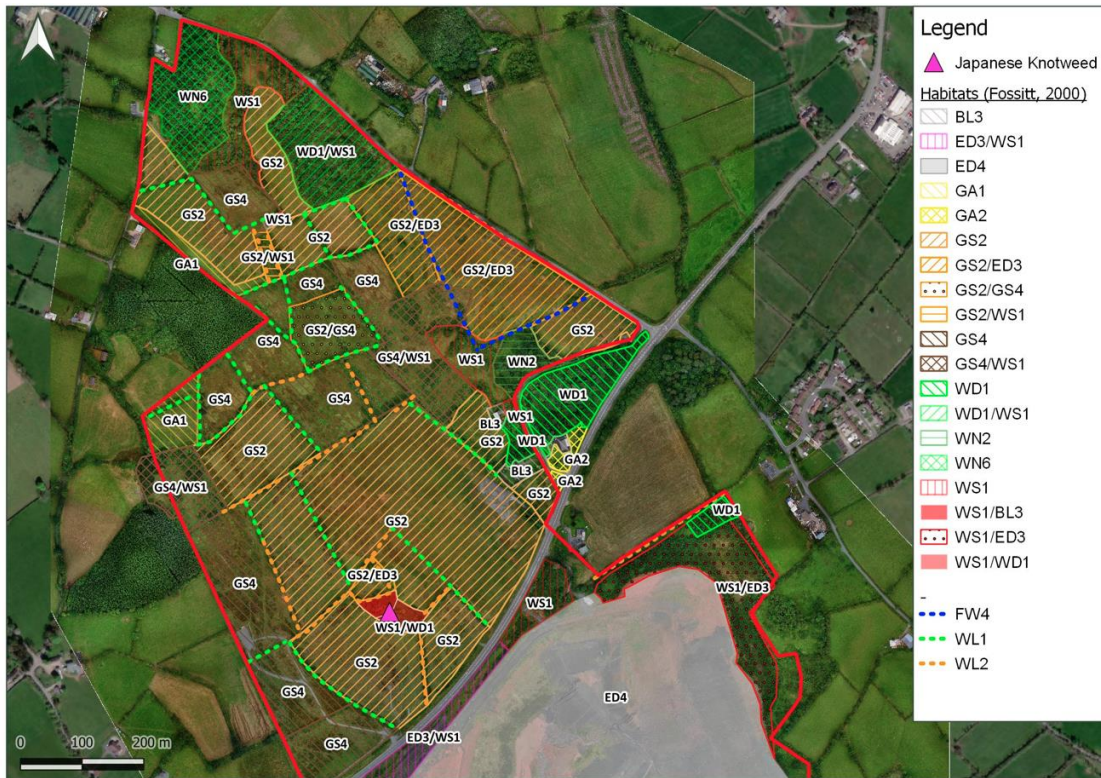 Legend
Japanese Knotweed
Habitats (Fossitt, 2000)
BL3
ED3/WS1
ED4
GA1
GA2
GS2
GS2/ED3
GS2/GS4
GS2/WS1
GS4
GS4/WS1
WD1
WD1/WS1
WN2
WN6
WS1
WS1/BL3
WS1/ED3
WS1/WD1
-
FW4
WL1
WL2
WN6
WS1
WD1/WS1
GS2
GS4
GS2
WS1
GS2
GS2/ED3
GS2/WS1
GA1
GS2/ED3
GS4
GS4
GS2/GS4
GS2
GS4
GS4/WS1
WS1
WN2
GS4
GS4
WD1
GA1
BL3
WS1
GS2
GS2
WD1
GA2
BL3
GA2
GS4/WS1
GS2
WD1
GS2
GS2/ED3
GS4
WS1/ED3
WS1
WS1/WD1
GS2
GS2
GS4
ED4
ED3/WS1
GS4
0 100 200 m